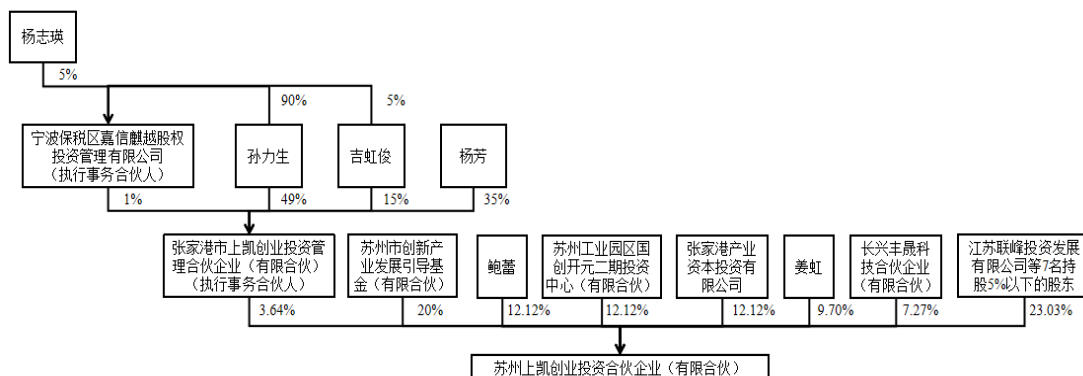 杨志瑛
5%
90%
5%
宁波保税区嘉信麒越股权
投资管理有限公司
（执行事务合伙人）
孙力生
吉虹俊
杨芳
1%
49%
15%
35%
张家港市上凯创业投资管
理合伙企业（有限合伙）
（执行事务合伙人）
苏州市创新产
业发展引导基
金（有限合伙）
鲍蕾
苏州工业园区国
创开元二期投资
中心（有限合伙）
张家港产业
资本投资有
限公司
姜虹
长兴丰晟科
技合伙企业
（有限合伙）
江苏联峰投资发展
有限公司等7名持
股5%以下的股东
3.64%
20%
12.12%
12.12%
12.12%
9.70%
7.27%
23.03%
苏州上凯创业投资合伙企业（有限合伙）